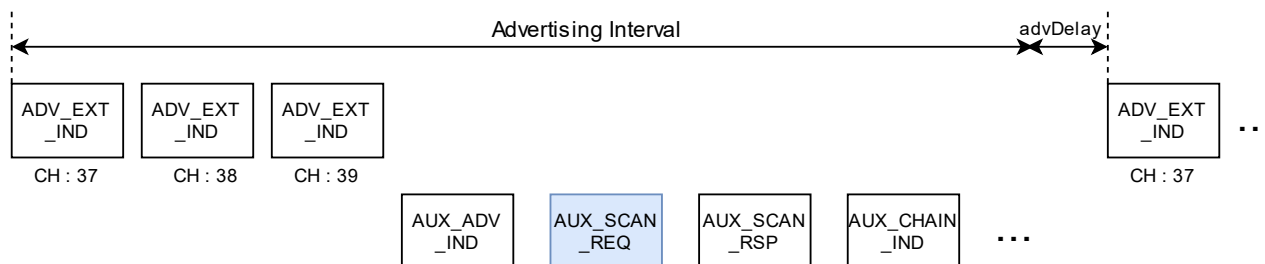 Advertising Interval
advDelay
ADV_EXT
_IND
ADV_EXT
_IND
ADV_EXT
_IND
ADV_EXT
_IND
..
CH : 37
CH : 38
CH : 39
CH : 37
AUX_ADV
_IND
AUX_SCAN
_REQ
AUX_SCAN
_RSP
AUX_CHAIN
_IND
...